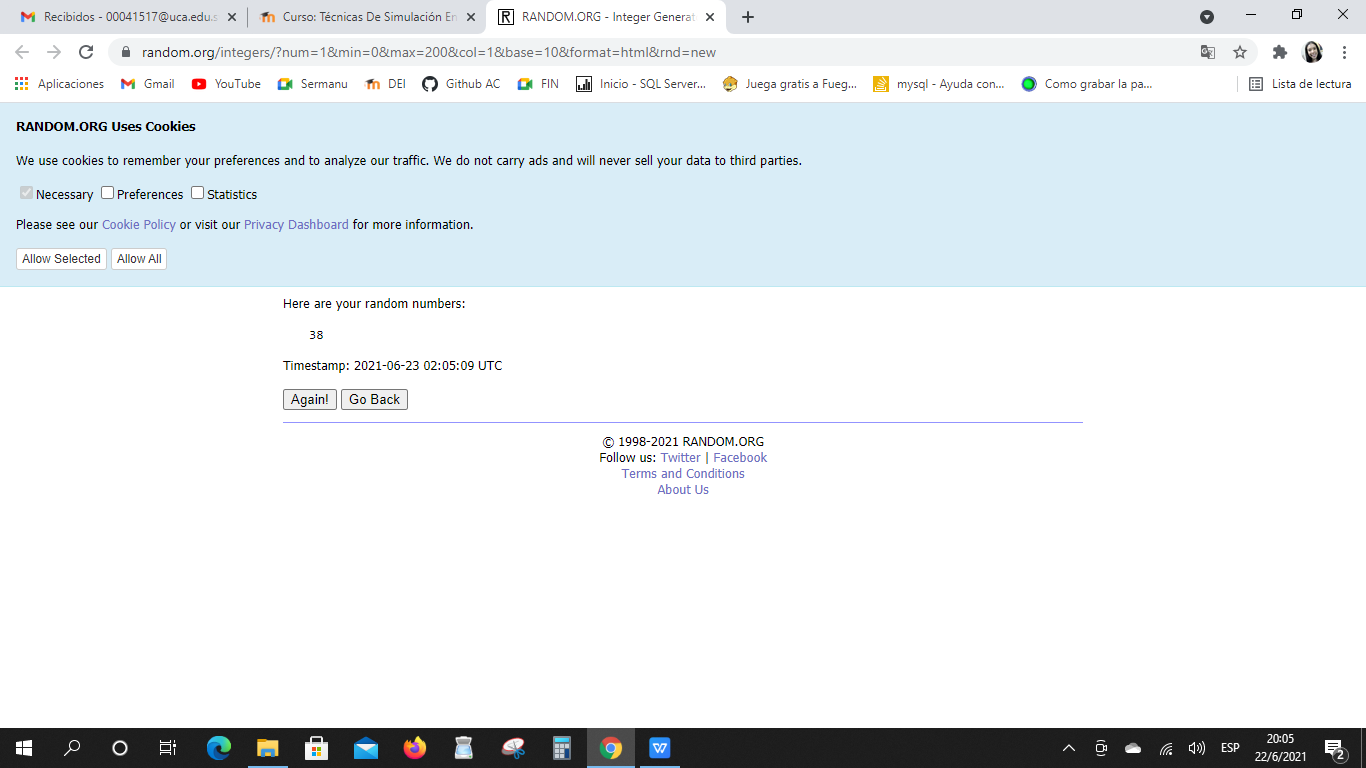 Recibidos - 00041517@uca.edu.s
Curso: Técnicas De Simulación En
RANDOM.ORG - Integer Generat
random.org/integers/?num=1&min=0&max=200&col=1&base=10&format=html&rnd=new
Aplicaciones Gmail YouTube Sermanu DEI Github AC FIN Inicio - SQL Server... Juega gratis a Fueg... mysql - Ayuda con... Como grabar la pa... Lista de lectura
RANDOM.ORG Uses Cookies
We use cookies to remember your preferences and to analyze our traffic. We do not carry ads and will never sell your data to third parties.
Necessary Preferences Statistics
Please see our Cookie Policy or visit our Privacy Dashboard for more information.
Allow Selected Allow All
Here are your random numbers:
38
Timestamp: 2021-06-23 02:05:09 UTC
Again! Go Back
© 1998-2021 RANDOM.ORG
Follow us: Twitter | Facebook
Terms and Conditions
About Us
ESP
20:05
22/6/2021
2